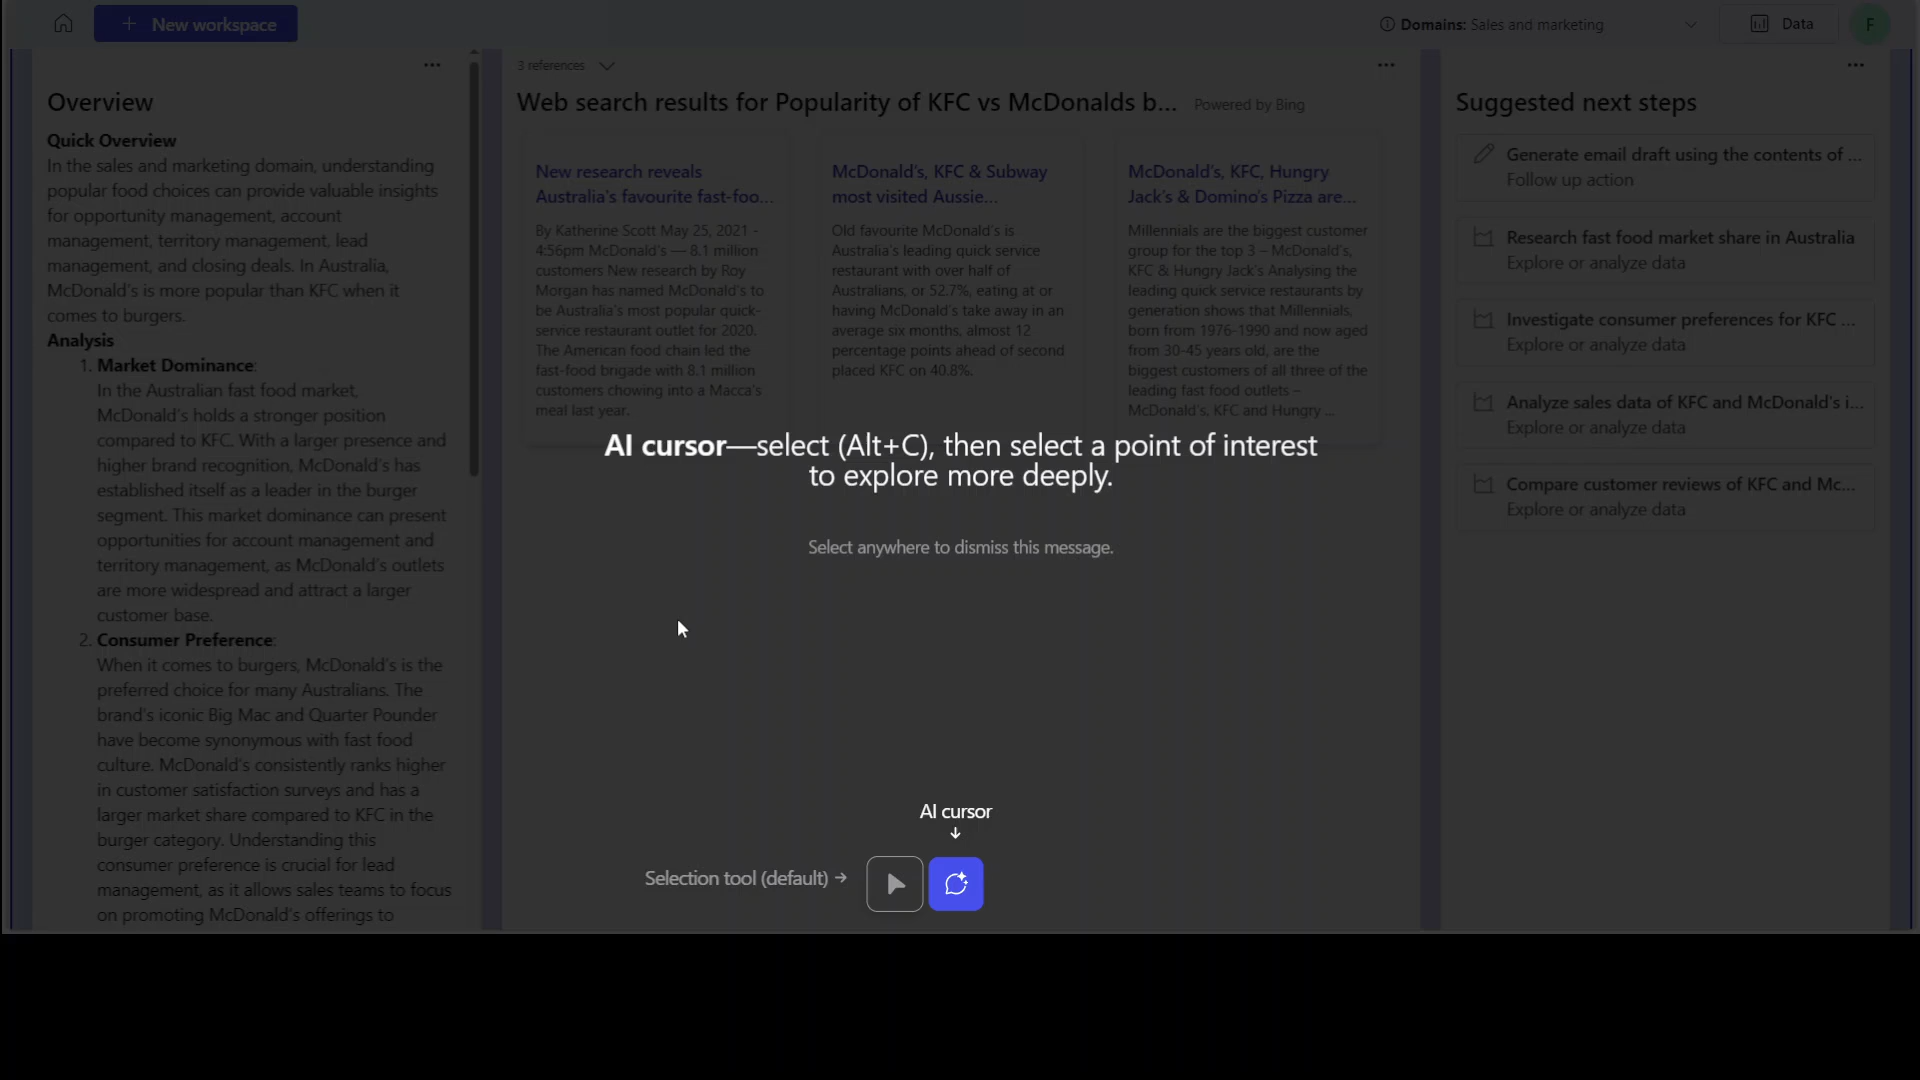 New workspace
Domains: Sales and marketing
Data
F
Overview
Quick Overview
In the sales and marketing domain, understanding
popular food choices can provide valuable insights
for opportunity management, account
management, territory management, lead
management, and closing deals. In Australia,
McDonald's is more popular than KFC when it
comes to burgers.
Analysis
1. Market Dominance:
In the Australian fast food market,
McDonald's holds a stronger position
compared to KFC. With a larger presence and
higher brand recognition, McDonald's has
established itself as a leader in the burger
segment. This market dominance can present
opportunities for account management and
territory management, as McDonald's outlets
are more widespread and attract a larger
customer base.
2. Consumer Preference:
When it comes to burgers, McDonald's is the
preferred choice for many Australians. The
brand's iconic Big Mac and Quarter Pounder
have become synonymous with fast food
culture. McDonald's consistently ranks higher
in customer satisfaction surveys and has a
larger market share compared to KFC in the
burger category. Understanding this
consumer preference is crucial for lead
management, as it allows sales teams to focus
on promoting McDonald's offerings to
3 references
Web search results for Popularity of KFC vs McDonalds b... Powered by Bing
New research reveals
Australia's favourite fast-foo...
By Katherine Scott May 25, 2021 -
4:56pm McDonald's — 8.1 million
customers New research by Roy
Morgan has named McDonald's to
be Australia's most popular quick-
service restaurant outlet for 2020.
The American food chain led the
fast-food brigade with 8.1 million
customers chowing into a Macca's
meal last year.
McDonald's, KFC & Subway
most visited Aussie...
Old favourite McDonald's is
Australia's leading quick service
restaurant with over half of
Australians, or 52.7%, eating at or
having McDonald's take away in an
average six months, almost 12
percentage points ahead of second
placed KFC on 40.8%.
McDonald's, KFC, Hungry
Jack's & Domino's Pizza are...
Millennials are the biggest customer
group for the top 3 – McDonald's,
KFC & Hungry Jack's Analysing the
leading quick service restaurants by
generation shows that Millennials,
born from 1976-1990 and now aged
from 30-45 years old, are the
biggest customers of all three of the
leading fast food outlets –
McDonald's, KFC and Hungry ...
AI cursor—select (Alt+C), then select a point of interest
to explore more deeply.
Select anywhere to dismiss this message.
AI cursor
↓
Selection tool (default) →
Suggested next steps
Generate email draft using the contents of ...
Follow up action
Research fast food market share in Australia
Explore or analyze data
Investigate consumer preferences for KFC ...
Explore or analyze data
Analyze sales data of KFC and McDonald's i...
Explore or analyze data
Compare customer reviews of KFC and Mc...
Explore or analyze data